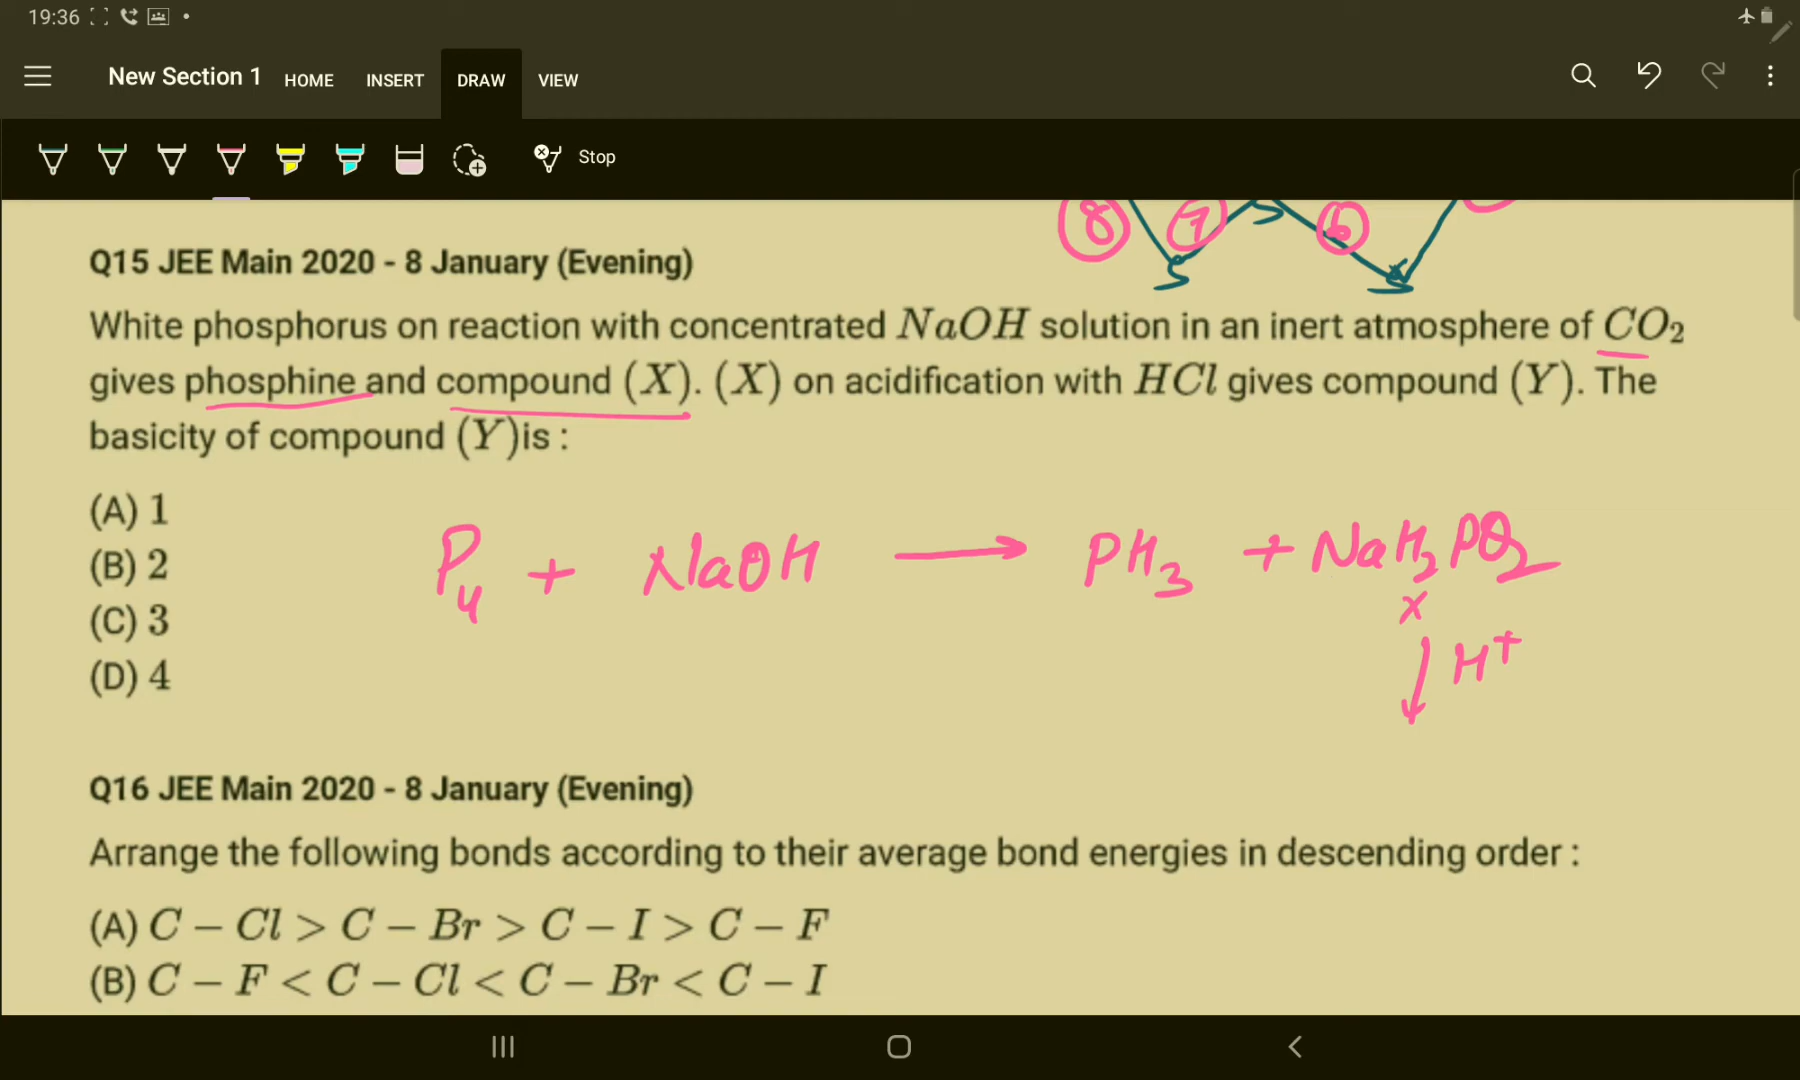 19:36
New Section 1 HOME INSERT DRAW VIEW
Stop
8 7 6
Q15 JEE Main 2020 - 8 January (Evening)
White phosphorus on reaction with concentrated NaOH solution in an inert atmosphere of CO₂
gives phosphine and compound (X). (X) on acidification with HCl gives compound (Y). The
basicity of compound (Y)is :
(A) 1
(B) 2
(C) 3
(D) 4
P₄ + NaOH → PH₃ + NaH₂PO₂
X
↓ H⁺
Q16 JEE Main 2020 - 8 January (Evening)
Arrange the following bonds according to their average bond energies in descending order :
(A) C − Cl > C − Br > C − I > C − F
(B) C − F < C − Cl < C − Br < C − I